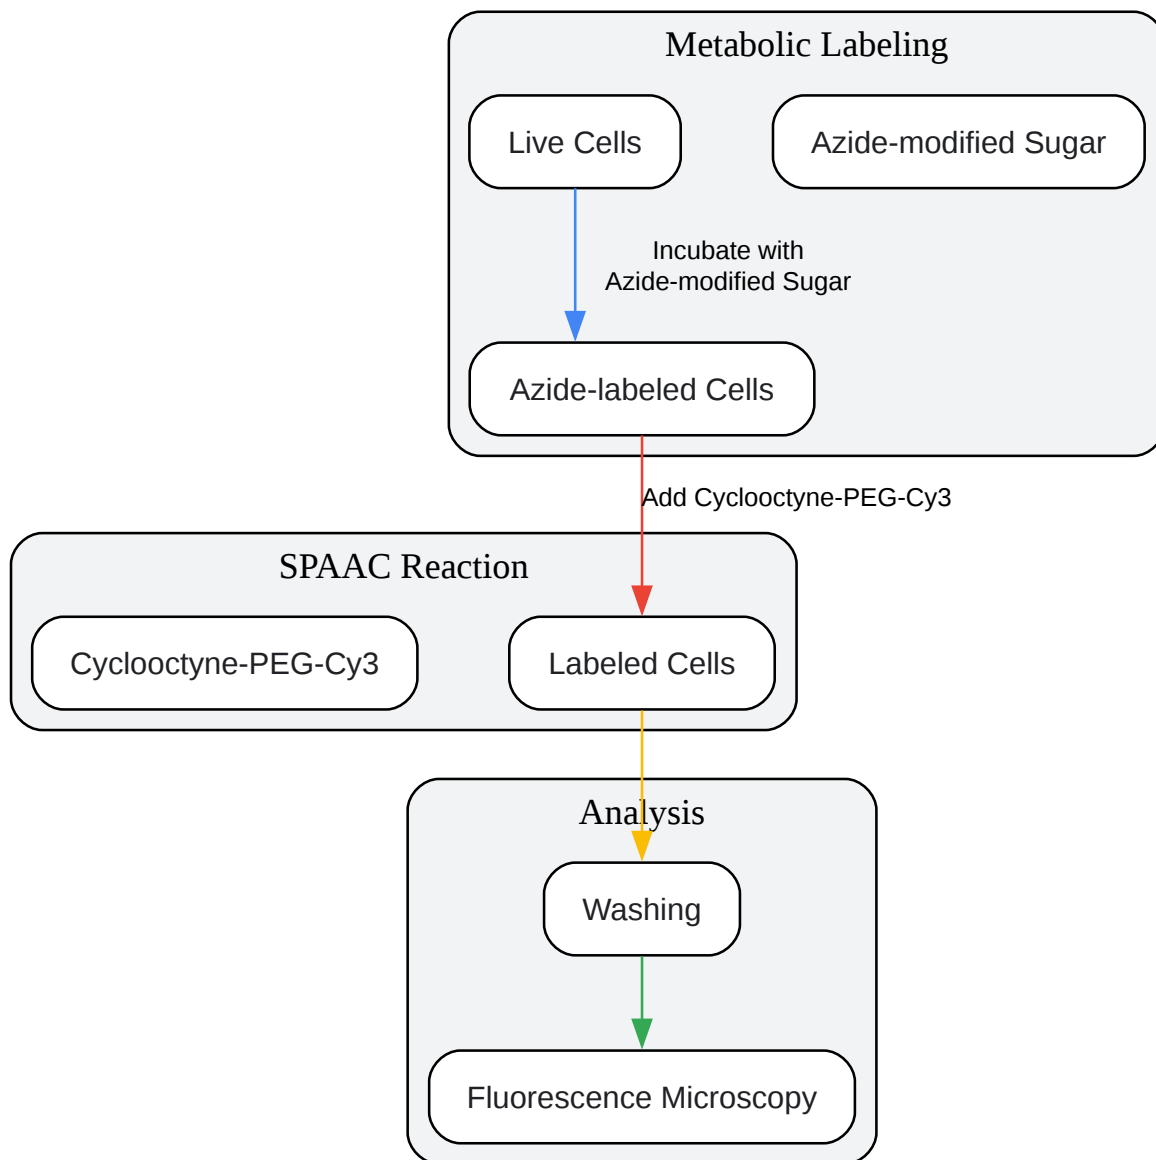 Metabolic Labeling
Live Cells
Azide-modified Sugar
Incubate with
Azide-modified Sugar
Azide-labeled Cells
Add Cyclooctyne-PEG-Cy3
SPAAC Reaction
Cyclooctyne-PEG-Cy3
Labeled Cells
Analysis
Washing
Fluorescence Microscopy